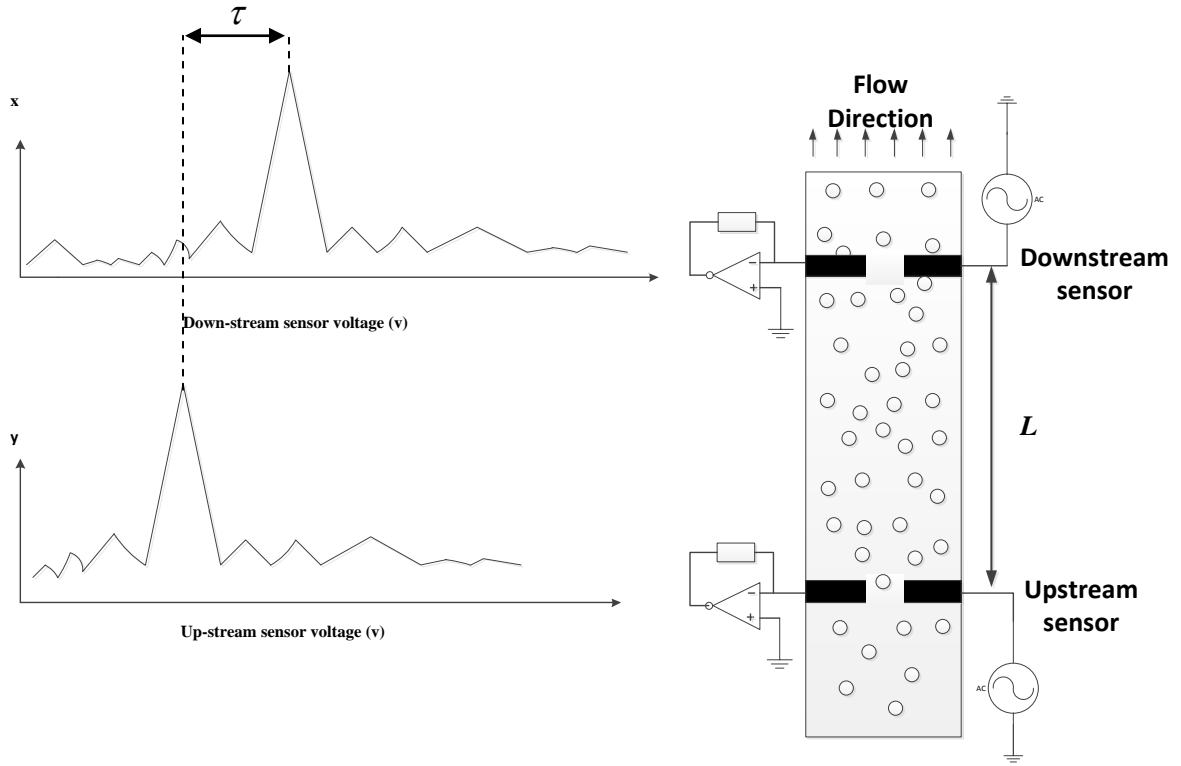 τ
x
Down-stream sensor voltage (v)
y
Up-stream sensor voltage (v)
Flow
Direction
AC
Downstream
sensor
L
Upstream
sensor
AC
−
+
−
+